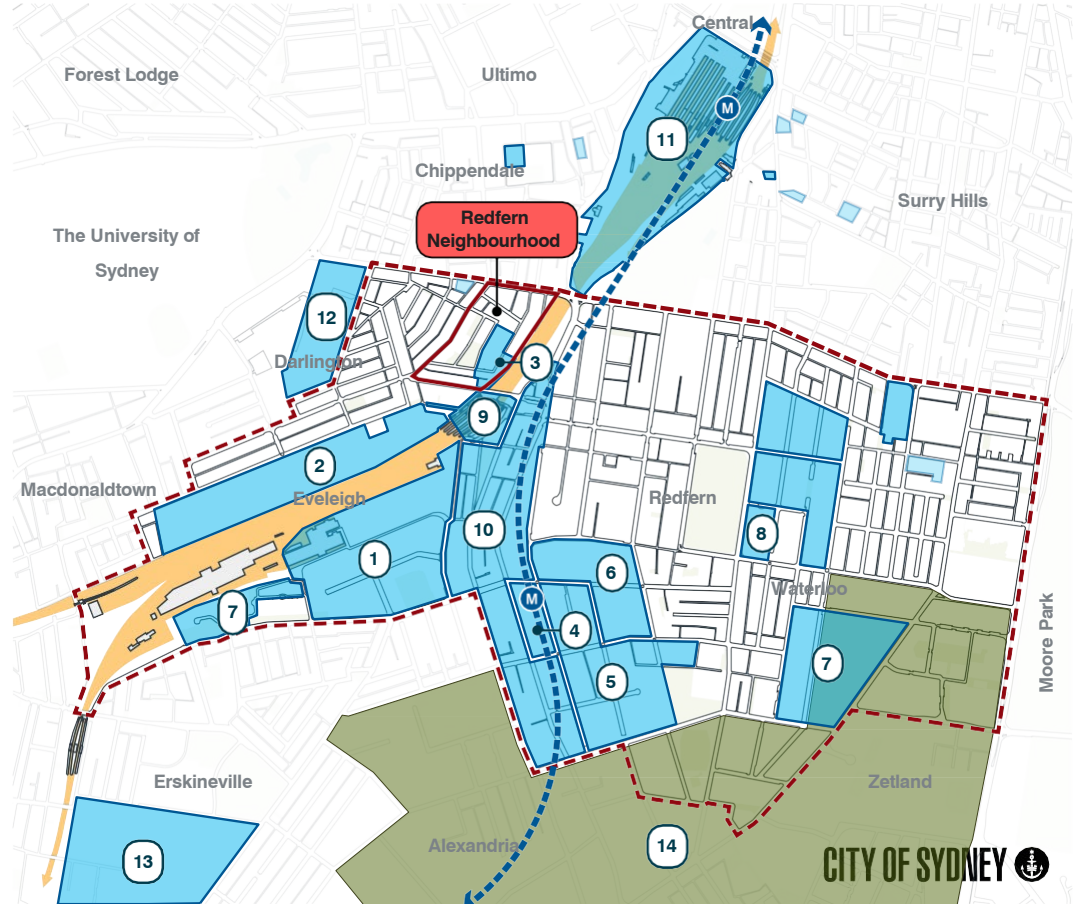 Central
Forest Lodge
Ultimo
M
11
Chippendale
Surry Hills
Redfern
Neighbourhood
The University of
Sydney
12
Darlington
3
9
2
Macdonaldtown
Eveleigh
Redfern
10
8
1
6
Waterloo
7
M
4
Moore Park
5
7
Erskineville
Zetland
Alexandria
14
13
CITY OF SYDNEY